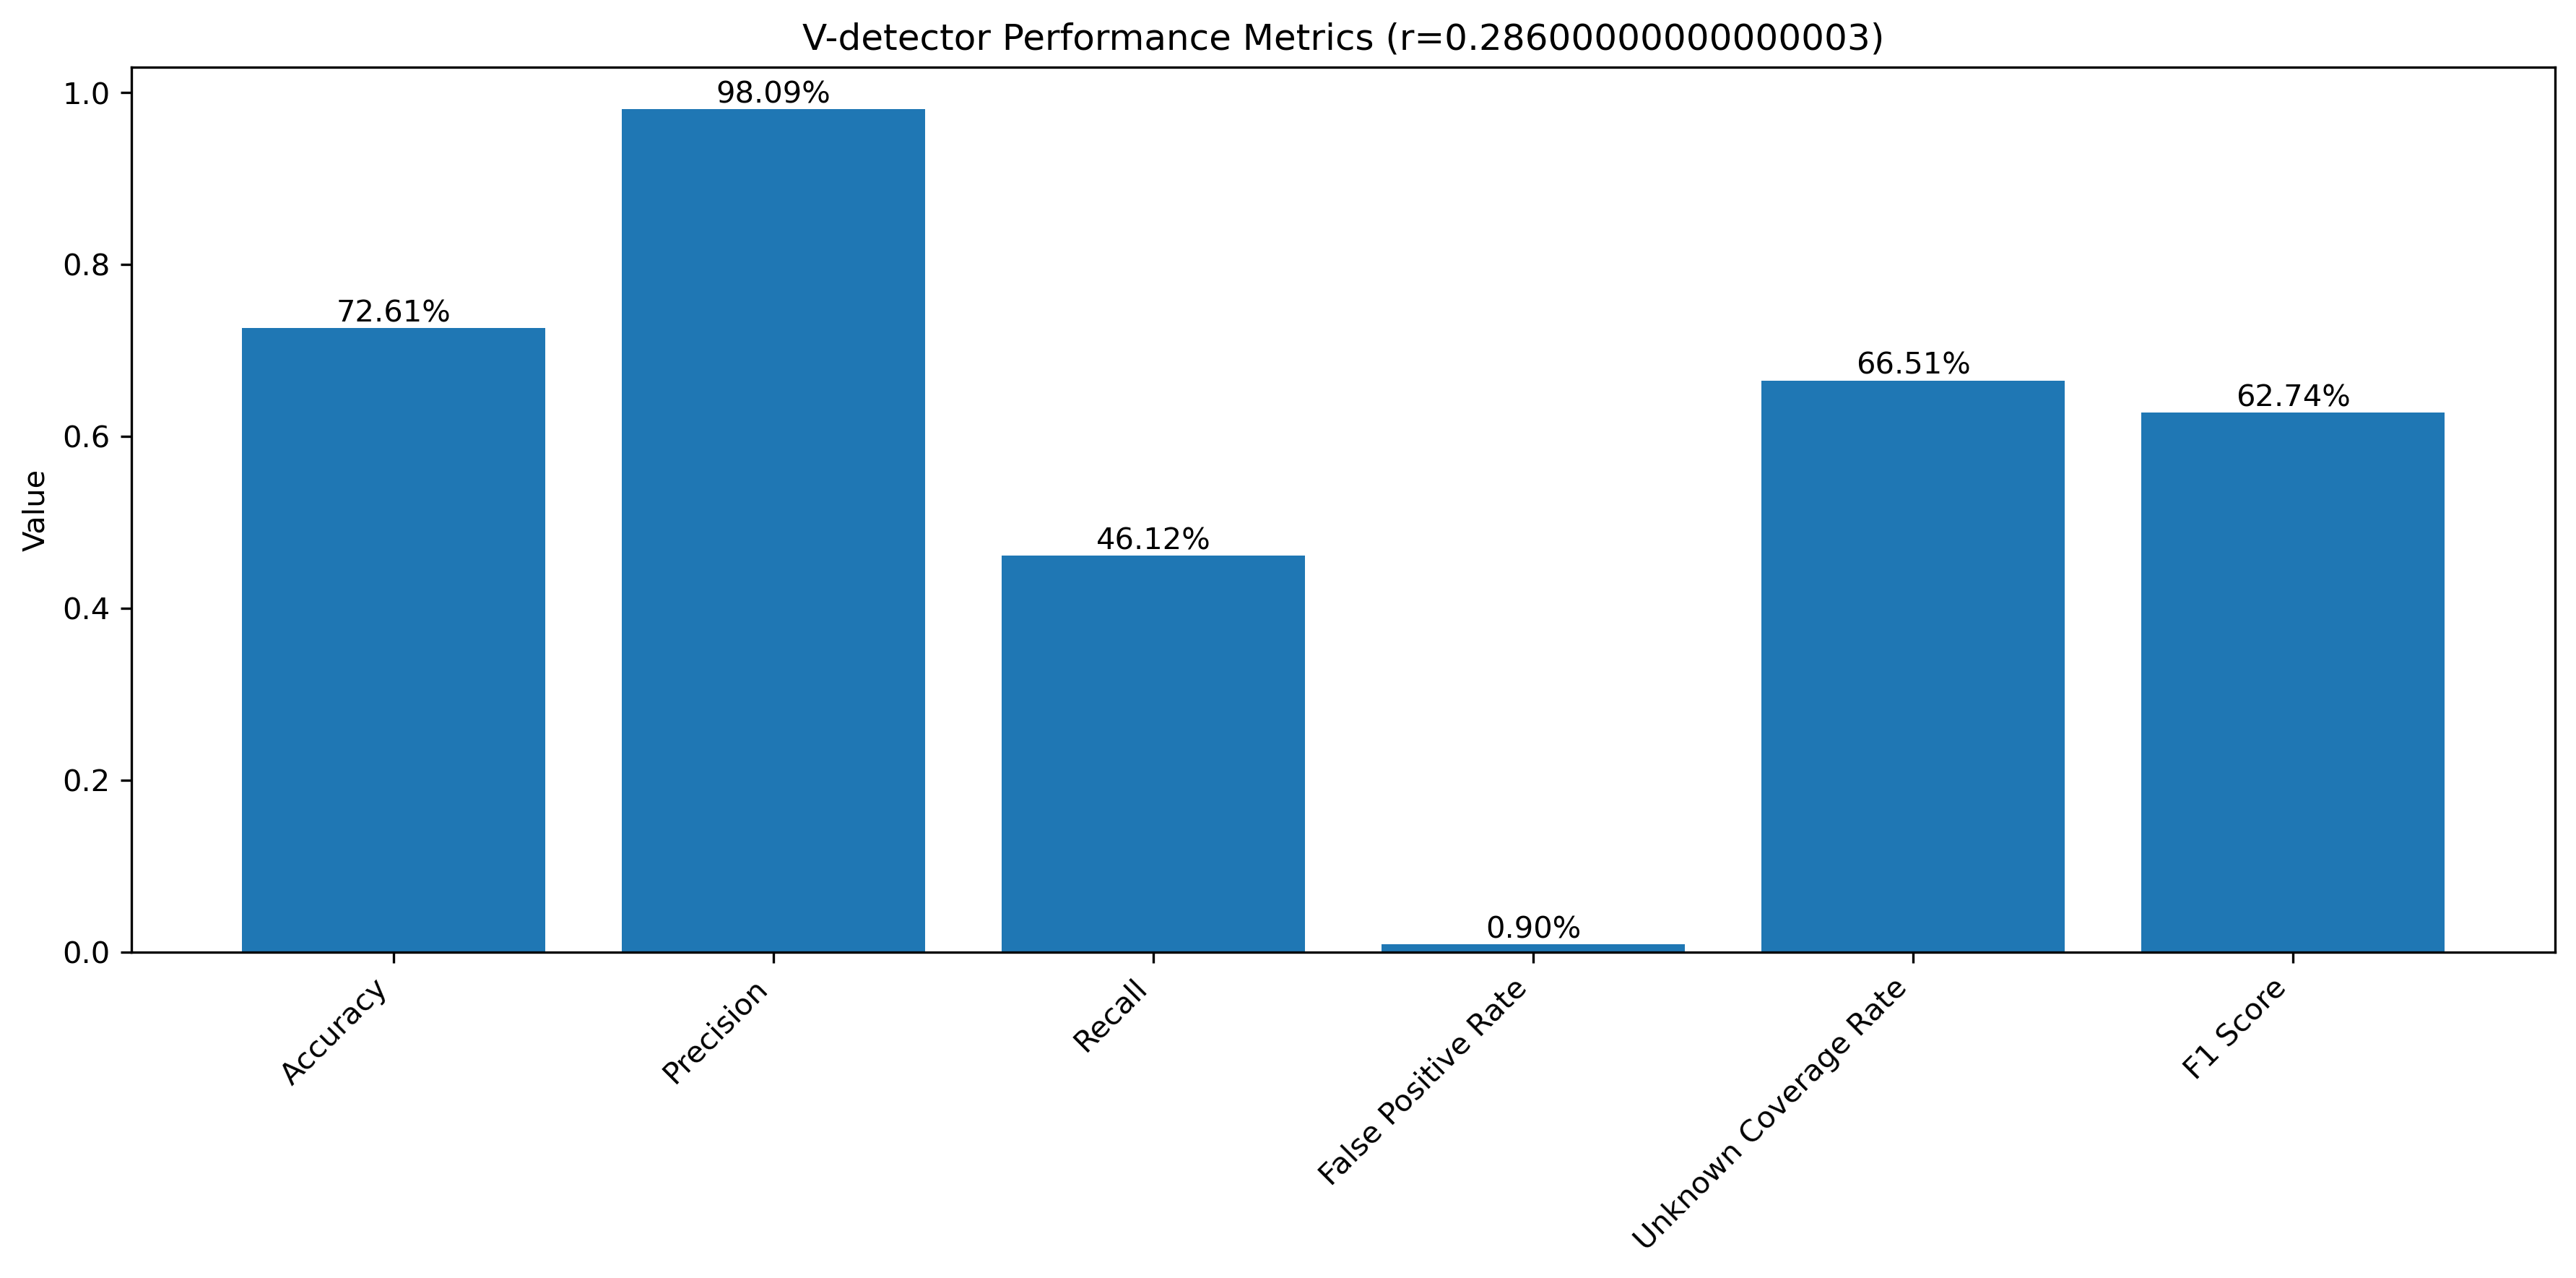 V-detector Performance Metrics (r=0.28600000000000003)
1.0
0.8
0.6
0.4
0.2
0.0
Value
72.61%
98.09%
46.12%
0.90%
66.51%
62.74%
Accuracy
Precision
Recall
False Positive Rate
Unknown Coverage Rate
F1 Score